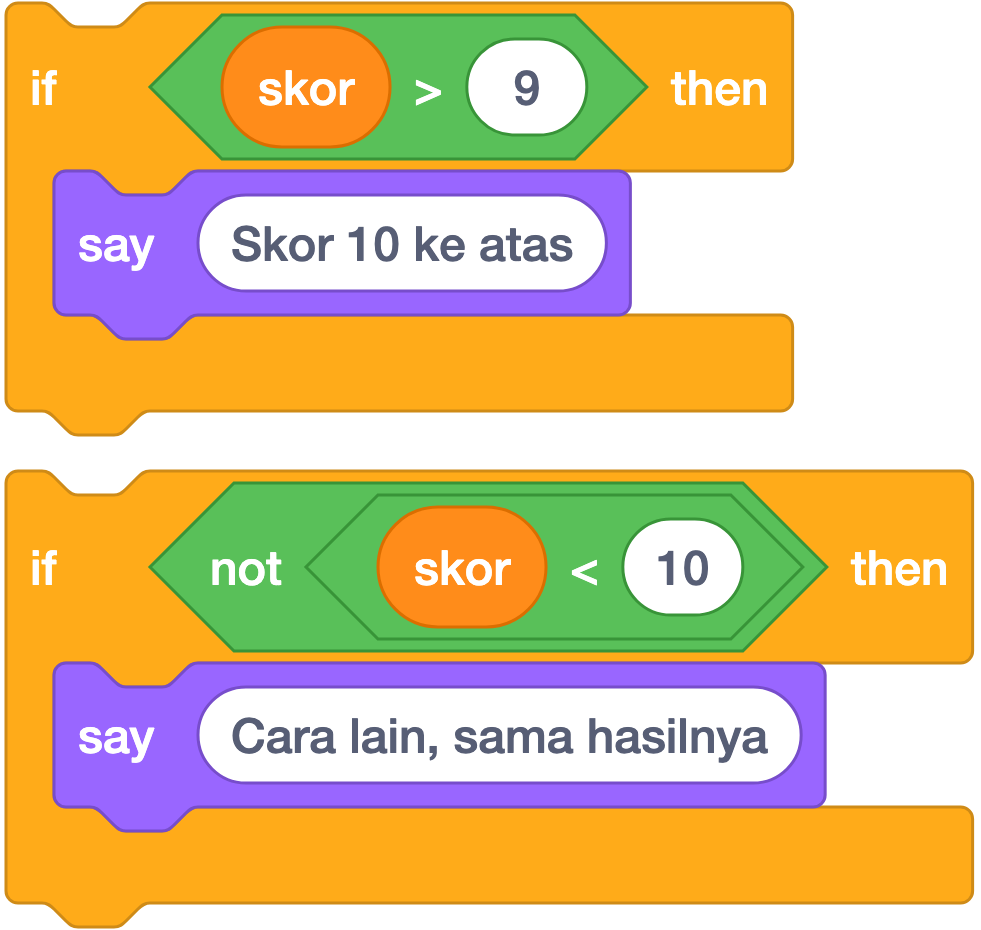 if skor > 9 then
say Skor 10 ke atas
if not skor < 10 then
say Cara lain, sama hasilnya